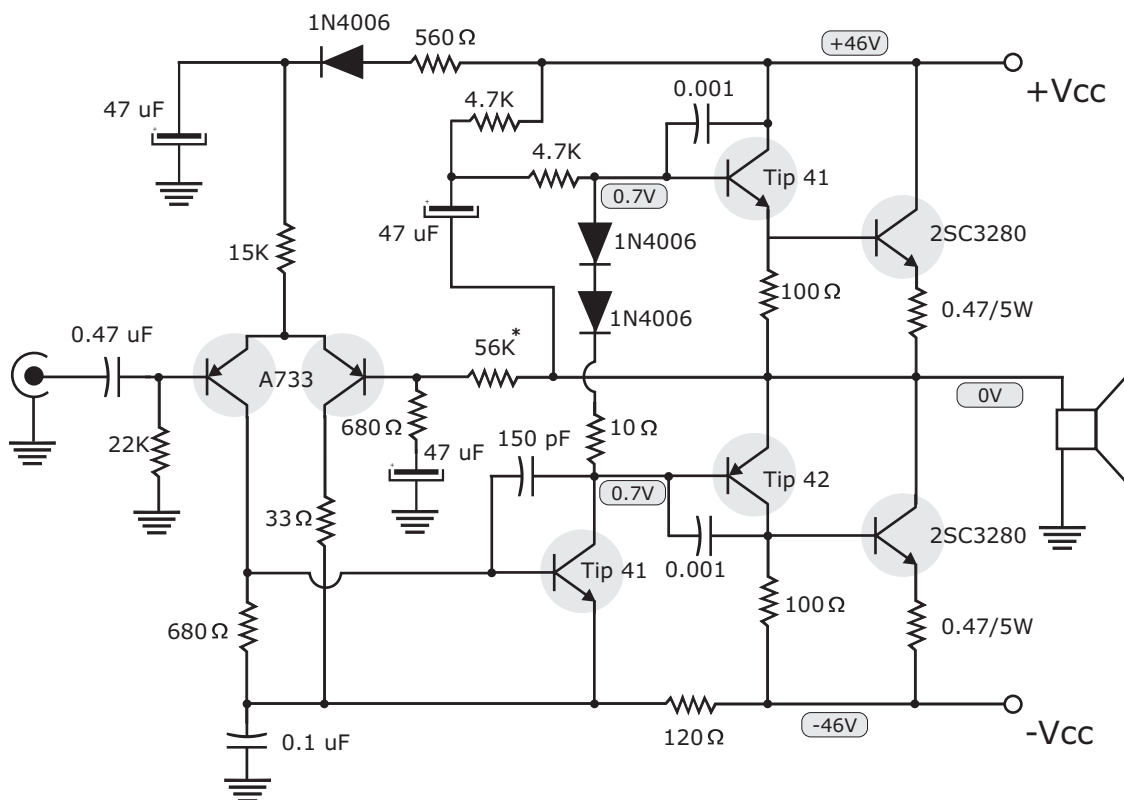 1N4006
560Ω
+46V
+Vcc
47 uF
4.7K
0.001
4.7K
Tip 41
0.7V
47 uF
1N4006
2SC3280
15K
100Ω
1N4006
0.47/5W
0.47 uF
56K*
A733
0V
680Ω
10Ω
22K
150 pF
47 uF
Tip 42
0.7V
33Ω
2SC3280
Tip 41
0.001
100Ω
680Ω
0.47/5W
-46V
0.1 uF
120Ω
-Vcc